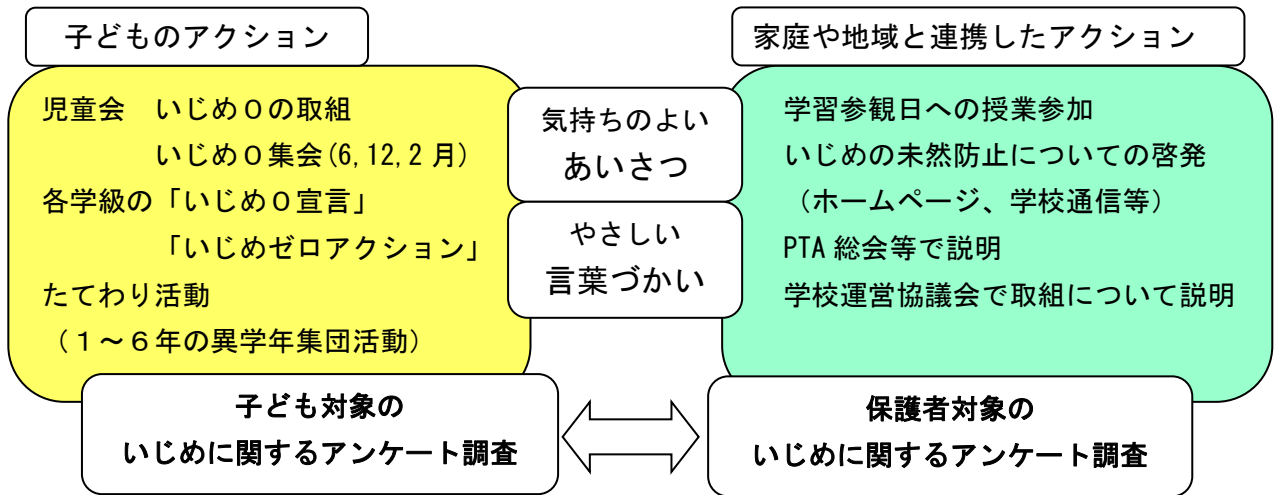 子どものアクション
児童会　いじめ０の取組
いじめ０集会(6,12,2月)
各学級の「いじめ０宣言」
「いじめゼロアクション」
たてわり活動
（１～６年の異学年集団活動）
子ども対象の
いじめに関するアンケート調査
気持ちのよい
あいさつ
やさしい
言葉づかい
家庭や地域と連携したアクション
学習参観日への授業参加
いじめの未然防止についての啓発
（ホームページ、学校通信等）
PTA総会等で説明
学校運営協議会で取組について説明
保護者対象の
いじめに関するアンケート調査